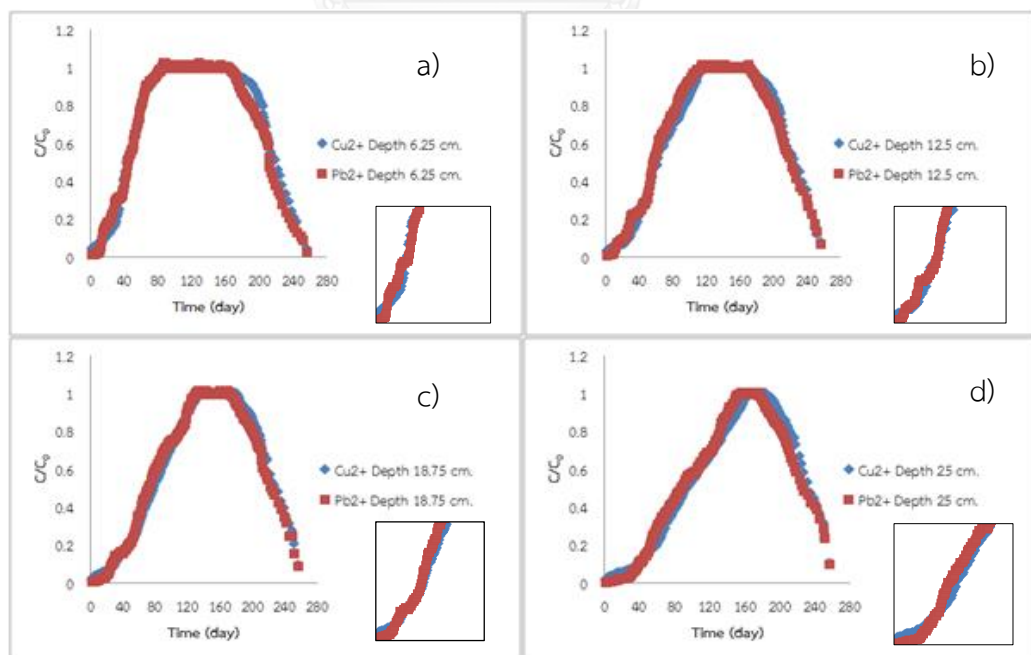 a)
1.2
1
0.8
0.6
0.4
0.2
0
C/C₀
0 40 80 120 160 200 240 280
Time (day)
Cu2+ Depth 6.25 cm.
Pb2+ Depth 6.25 cm.
b)
1.2
1
0.8
0.6
0.4
0.2
0
C/C₀
0 40 80 120 160 200 240 280
Time (day)
Cu2+ Depth 12.5 cm.
Pb2+ Depth 12.5 cm.
c)
1.2
1
0.8
0.6
0.4
0.2
0
C/C₀
0 40 80 120 160 200 240 280
Time (day)
Cu2+ Depth 18.75 cm.
Pb2+ Depth 18.75 cm.
d)
1.2
1
0.8
0.6
0.4
0.2
0
C/C₀
0 40 80 120 160 200 240 280
Time (day)
Cu2+ Depth 25 cm.
Pb2+ Depth 25 cm.